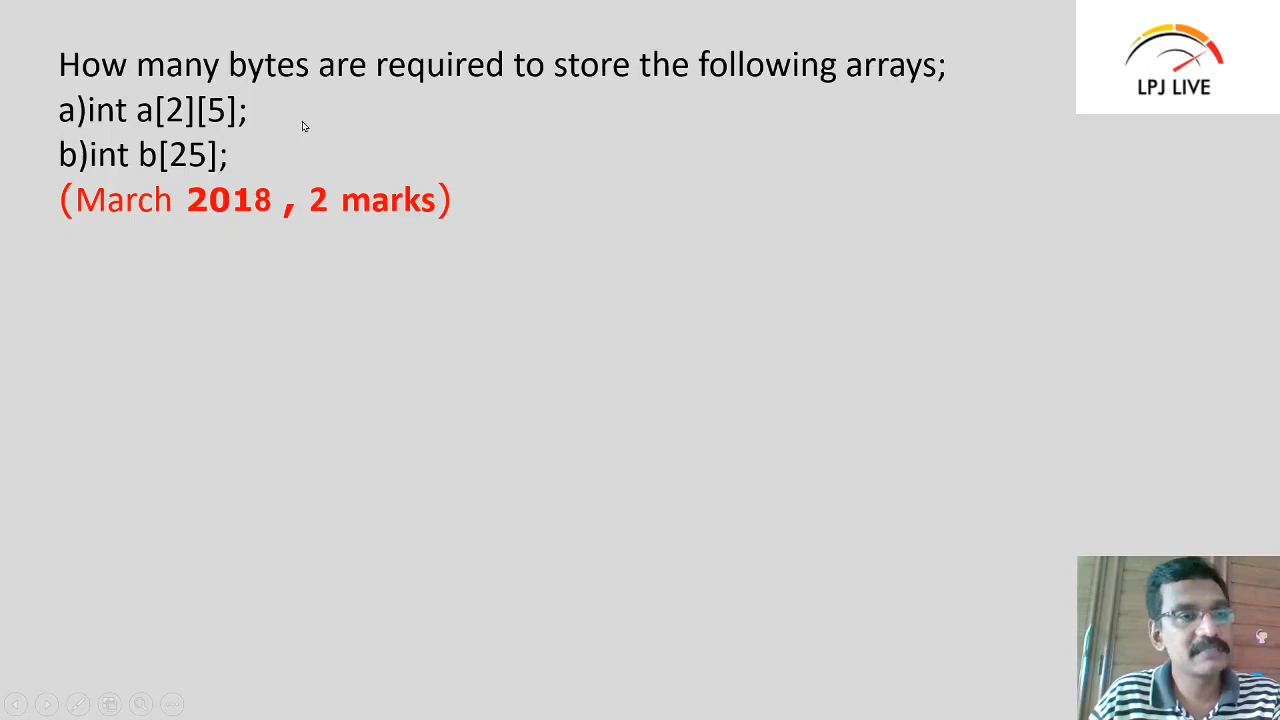 How many bytes are required to store the following arrays;
a)int a[2][5];
b)int b[25];
(March 2018 , 2 marks)
LPJ LIVE